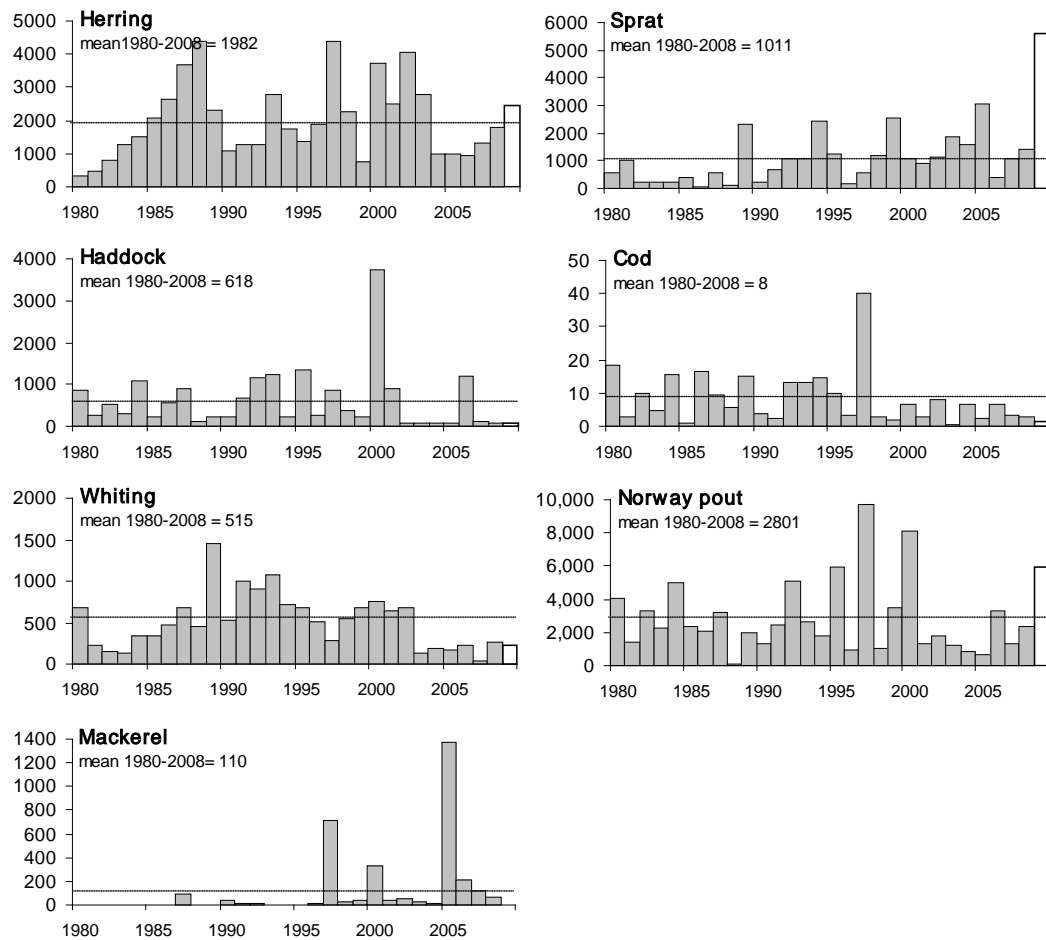 Herring
mean1980-2008 = 1982
5000
4000
3000
2000
1000
0
1980 1985 1990 1995 2000 2005
Sprat
mean 1980-2008 = 1011
6000
5000
4000
3000
2000
1000
0
1980 1985 1990 1995 2000 2005
Haddock
mean 1980-2008 = 618
4000
3000
2000
1000
0
1980 1985 1990 1995 2000 2005
Cod
mean 1980-2008 = 8
50
40
30
20
10
0
1980 1985 1990 1995 2000 2005
Whiting
mean 1980-2008 = 515
2000
1500
1000
500
0
1980 1985 1990 1995 2000 2005
Norway pout
mean 1980-2008 = 2801
10,000
8,000
6,000
4,000
2,000
0
1980 1985 1990 1995 2000 2005
Mackerel
mean 1980-2008= 110
1400
1200
1000
800
600
400
200
0
1980 1985 1990 1995 2000 2005